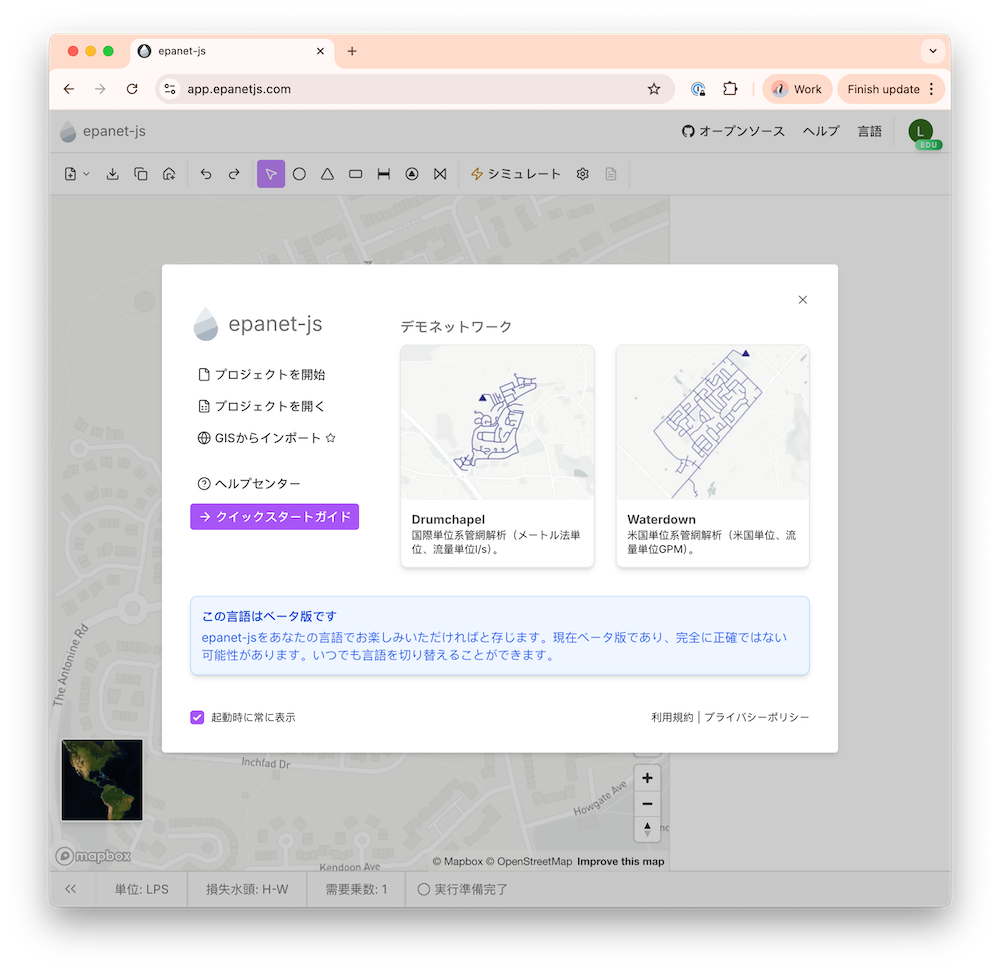 epanet-js
app.epanetjs.com
Work
Finish update
epanet-js
オープンソース
ヘルプ
言語
L
EDU
シミュレート
epanet-js
デモネットワーク
プロジェクトを開始
プロジェクトを開く
GISからインポート
ヘルプセンター
クイックスタートガイド
Drumchapel
国際単位系管網解析（メートル法単
位、流量単位l/s）。
Waterdown
米国単位系管網解析（米国単位、流
量単位GPM）。
この言語はベータ版です
epanet-jsをあなたの言語でお楽しみいただければと存じます。現在ベータ版であり、完全に正確ではない
可能性があります。いつでも言語を切り替えることができます。
起動時に常に表示
利用規約 | プライバシーポリシー
The Antonine Rd
Inchfad Dr
Howgate Ave
Kendoon Ave
mapbox
© Mapbox © OpenStreetMap Improve this map
単位: LPS
損失水頭: H-W
需要乗数: 1
実行準備完了